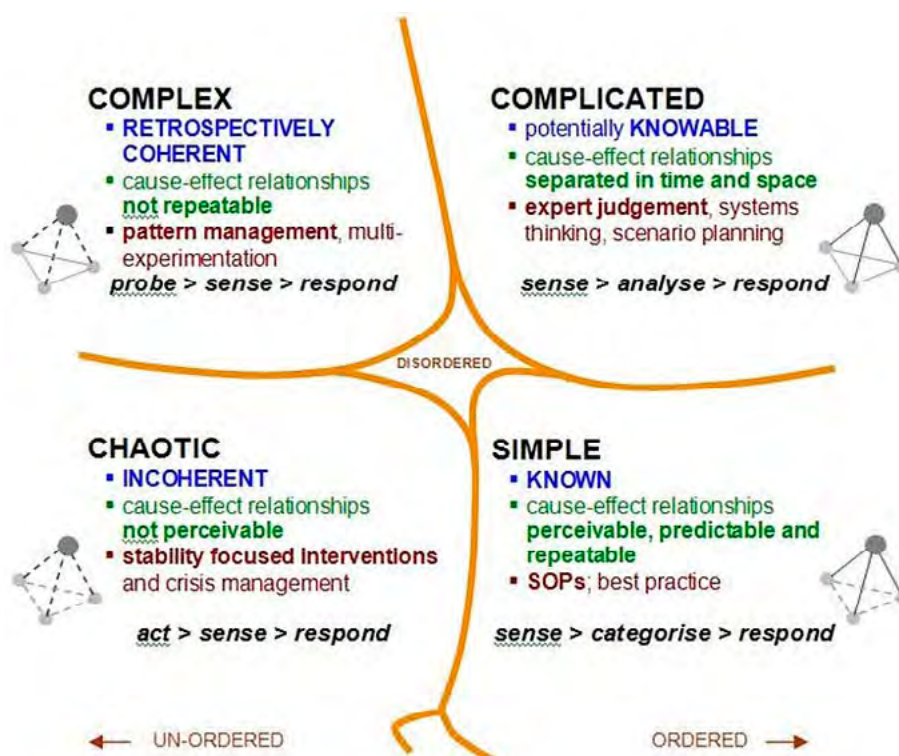 COMPLEX
▪ RETROSPECTIVELY
COHERENT
▪ cause-effect relationships
not repeatable
▪ pattern management, multi-
experimentation
probe > sense > respond
COMPLICATED
▪ potentially KNOWABLE
▪ cause-effect relationships
separated in time and space
▪ expert judgement, systems
thinking, scenario planning
sense > analyse > respond
DISORDERED
CHAOTIC
▪ INCOHERENT
▪ cause-effect relationships
not perceivable
▪ stability focused interventions
and crisis management
act > sense > respond
SIMPLE
▪ KNOWN
▪ cause-effect relationships
perceivable, predictable and
repeatable
▪ SOPs; best practice
sense > categorise > respond
UN-ORDERED
ORDERED